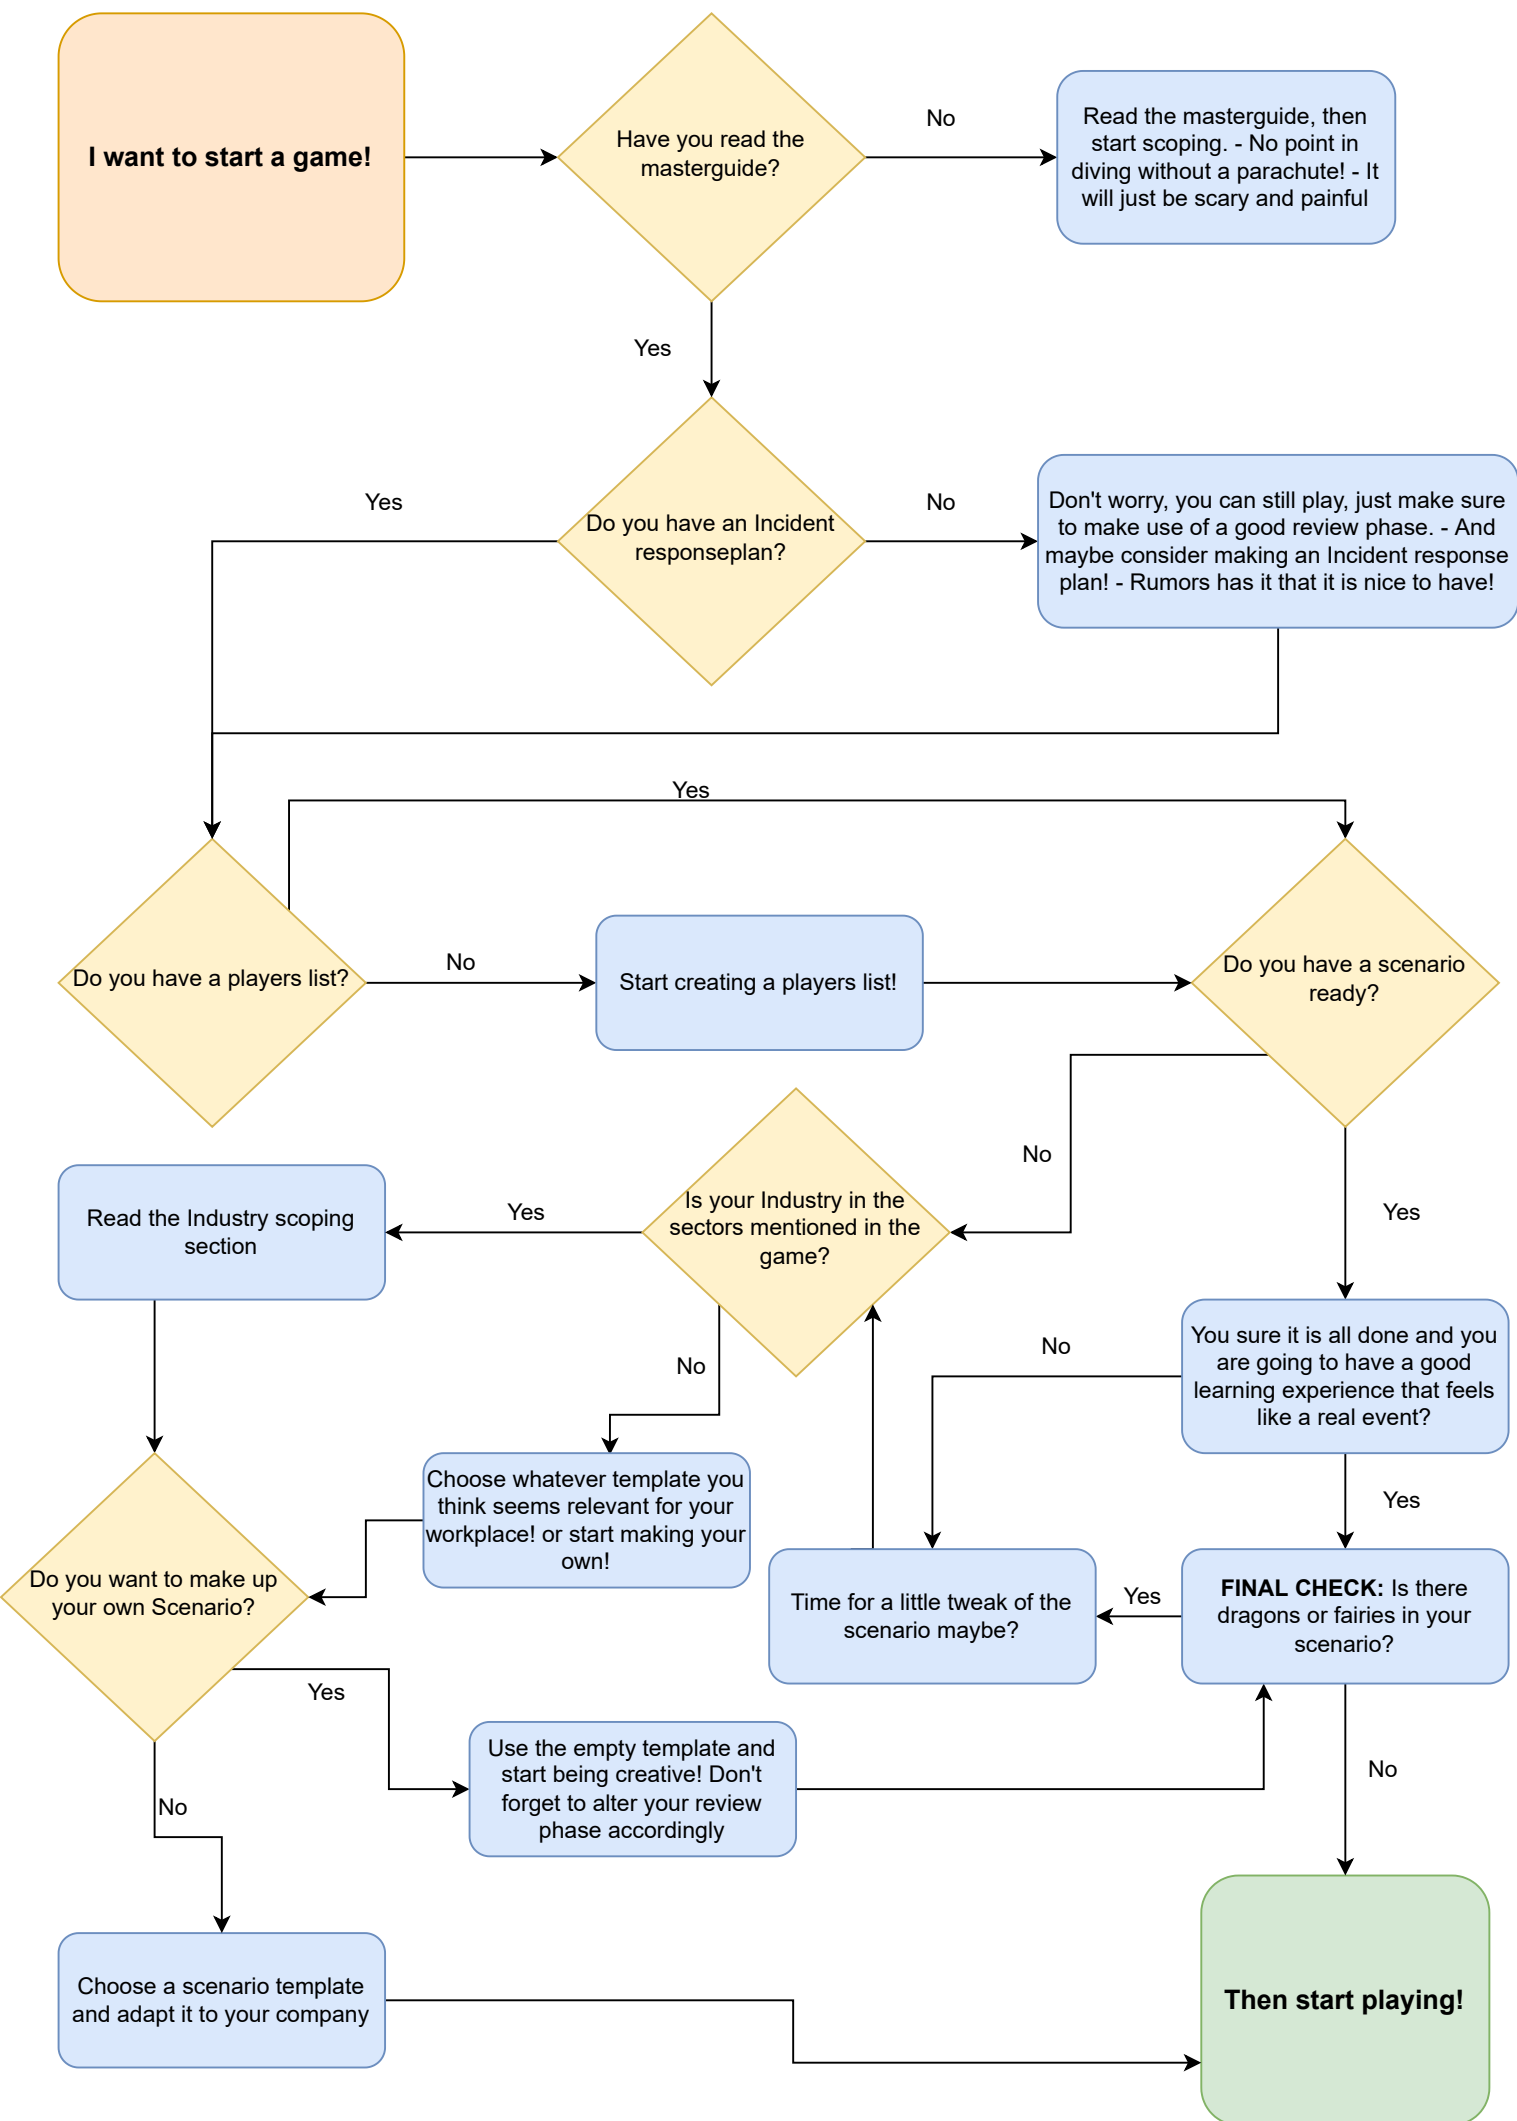 I want to start a game!
Have you read the
masterguide?
No
Read the masterguide, then
start scoping. - No point in
diving without a parachute! - It
will just be scary and painful
Yes
Yes
Do you have an Incident
responseplan?
No
Don't worry, you can still play, just make sure
to make use of a good review phase. - And
maybe consider making an Incident response
plan! - Rumors has it that it is nice to have!
Yes
Do you have a players list?
No
Start creating a players list!
Do you have a scenario
ready?
No
Is your Industry in the
sectors mentioned in the
game?
Yes
Read the Industry scoping
section
Yes
No
You sure it is all done and you
are going to have a good
learning experience that feels
like a real event?
No
Choose whatever template you
think seems relevant for your
workplace! or start making your
own!
Yes
Do you want to make up
your own Scenario?
Time for a little tweak of the
scenario maybe?
Yes
FINAL CHECK: Is there
dragons or fairies in your
scenario?
Yes
Use the empty template and
start being creative! Don't
forget to alter your review
phase accordingly
No
No
Choose a scenario template
and adapt it to your company
Then start playing!